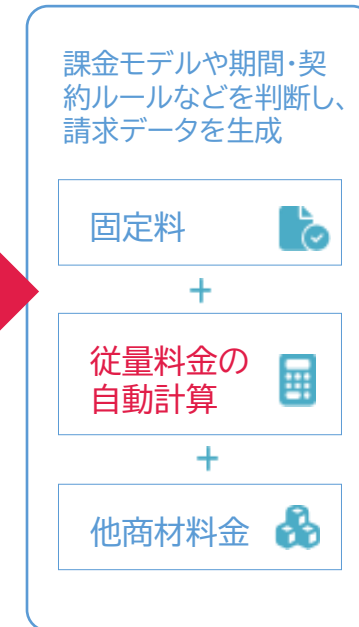 課金モデルや期間・契
約ルールなどを判断し、
請求データを生成
固定料
+
従量料金の
自動計算
+
他商材料金